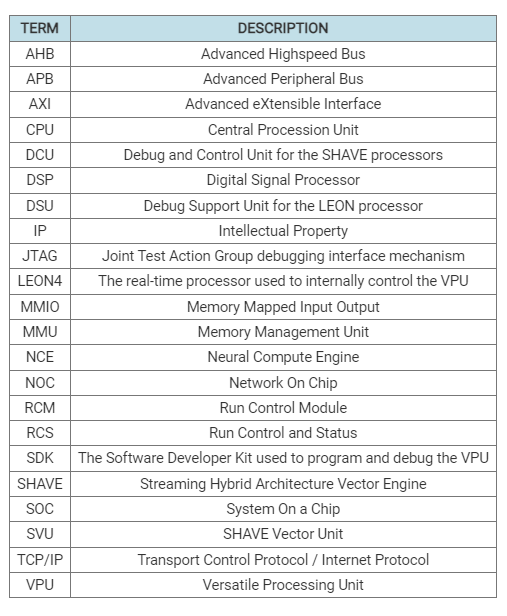 TERM DESCRIPTION
AHB Advanced Highspeed Bus
APB Advanced Peripheral Bus
AXI Advanced eXtensible Interface
CPU Central Procession Unit
DCU Debug and Control Unit for the SHAVE processors
DSP Digital Signal Processor
DSU Debug Support Unit for the LEON processor
IP Intellectual Property
JTAG Joint Test Action Group debugging interface mechanism
LEON4 The real-time processor used to internally control the VPU
MMIO Memory Mapped Input Output
MMU Memory Management Unit
NCE Neural Compute Engine
NOC Network On Chip
RCM Run Control Module
RCS Run Control and Status
SDK The Software Developer Kit used to program and debug the VPU
SHAVE Streaming Hybrid Architecture Vector Engine
SOC System On a Chip
SVU SHAVE Vector Unit
TCP/IP Transport Control Protocol / Internet Protocol
VPU Versatile Processing Unit